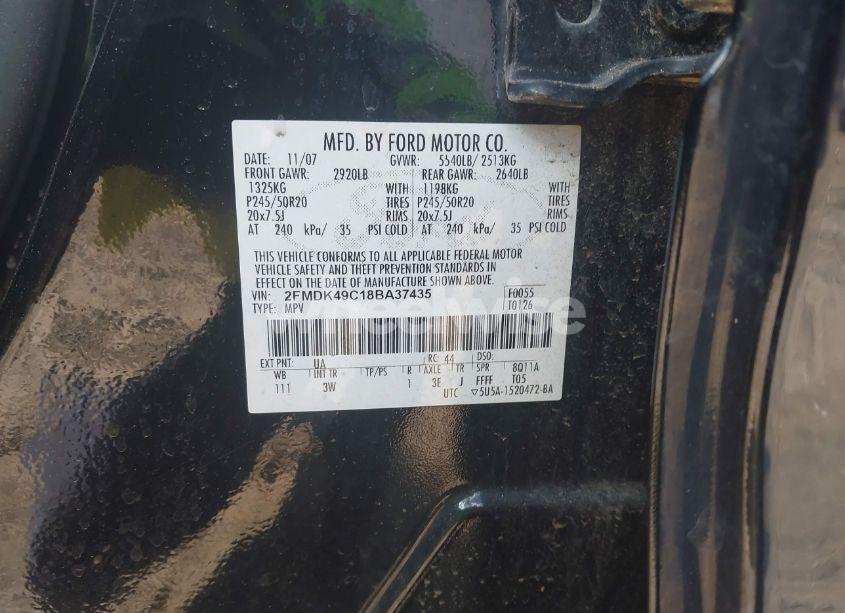 MFD. BY FORD MOTOR CO.
DATE: 11/07 GVWR: 5540LB/ 2513KG
FRONT GAWR: 2920LB REAR GAWR: 2640LB
1325KG WITH 1198KG WITH
P245/50R20 TIRES P245/50R20 TIRES
20x7.5J RIMS 20x7.5J RIMS
AT 240 kPa/ 35 PSI COLD AT 240 kPa/ 35 PSI COLD
THIS VEHICLE CONFORMS TO ALL APPLICABLE FEDERAL MOTOR
VEHICLE SAFETY AND THEFT PREVENTION STANDARDS IN
EFFECT ON THE DATE OF MANUFACTURE SHOWN ABOVE.
VIN: 2FMDK49C18BA37435 F0055
TYPE: MPV T0126
EXT PNT: UA RC: 44 DSO:
WB INT TR TP/PS R AXLE TR SPR 8Q11A
111 3W 1 3E J FFFF T05
UTC ▽5U5A-1520472-BA